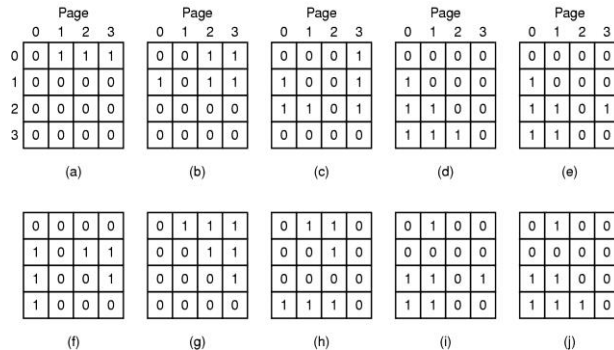 Page Page Page Page Page
0 1 2 3 0 1 2 3 0 1 2 3 0 1 2 3 0 1 2 3
0 0 1 1 1 0 0 1 1 0 0 0 1 0 0 0 0 0 0 0 0
1 0 0 0 0 1 0 1 1 1 0 0 1 1 0 0 0 1 0 0 0
2 0 0 0 0 0 0 0 0 1 1 0 1 1 1 0 0 1 1 0 1
3 0 0 0 0 0 0 0 0 0 0 0 0 1 1 1 0 1 1 0 0
(a) (b) (c) (d) (e)
0 0 0 0 0 1 1 1 0 1 1 0 0 1 0 0 0 1 0 0
1 0 1 1 0 0 1 1 0 0 1 0 0 0 0 0 0 0 0 0
1 0 0 1 0 0 0 1 0 0 0 0 1 1 0 1 1 1 0 0
1 0 0 0 0 0 0 0 1 1 1 0 1 1 0 0 1 1 1 0
(f) (g) (h) (i) (j)